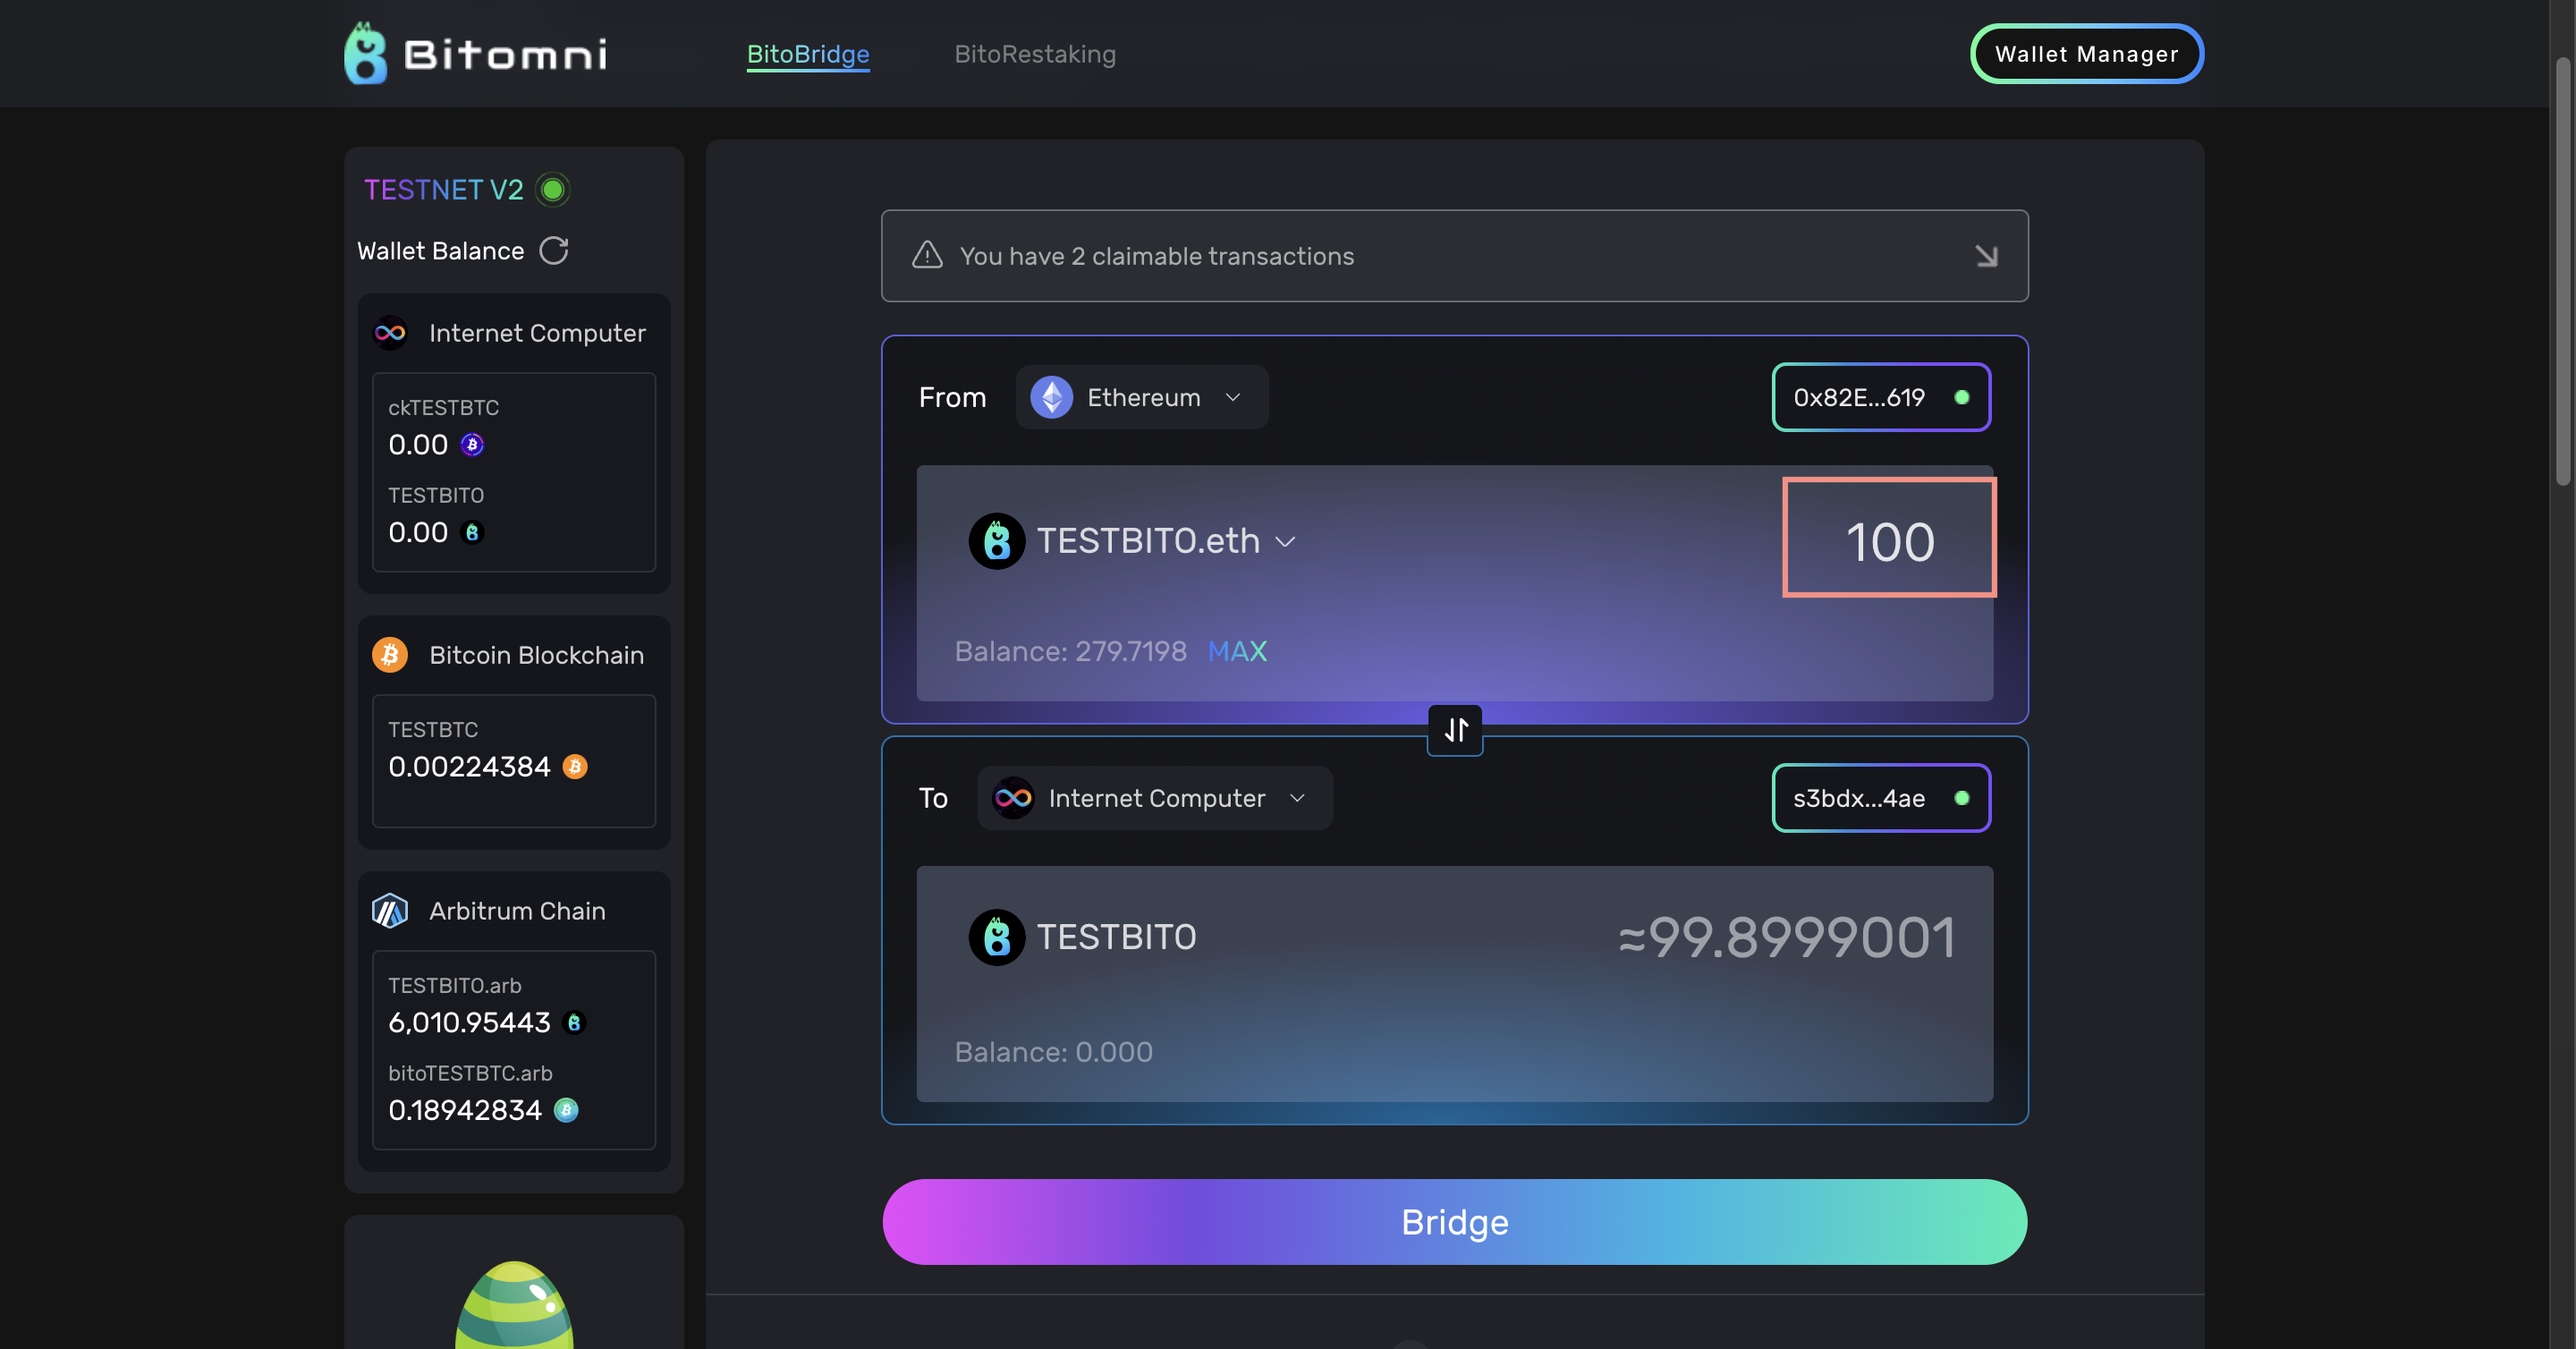 Bitomni
BitoBridge
BitoRestaking
Wallet Manager
TESTNET V2
Wallet Balance
Internet Computer
ckTESTBTC
0.00
TESTBITO
0.00
Bitcoin Blockchain
TESTBTC
0.00224384
Arbitrum Chain
TESTBITO.arb
6,010.95443
bitoTESTBTC.arb
0.18942834
You have 2 claimable transactions
From
Ethereum
0x82E...619
TESTBITO.eth
100
Balance: 279.7198 MAX
To
Internet Computer
s3bdx...4ae
TESTBITO
≈99.8999001
Balance: 0.000
Bridge